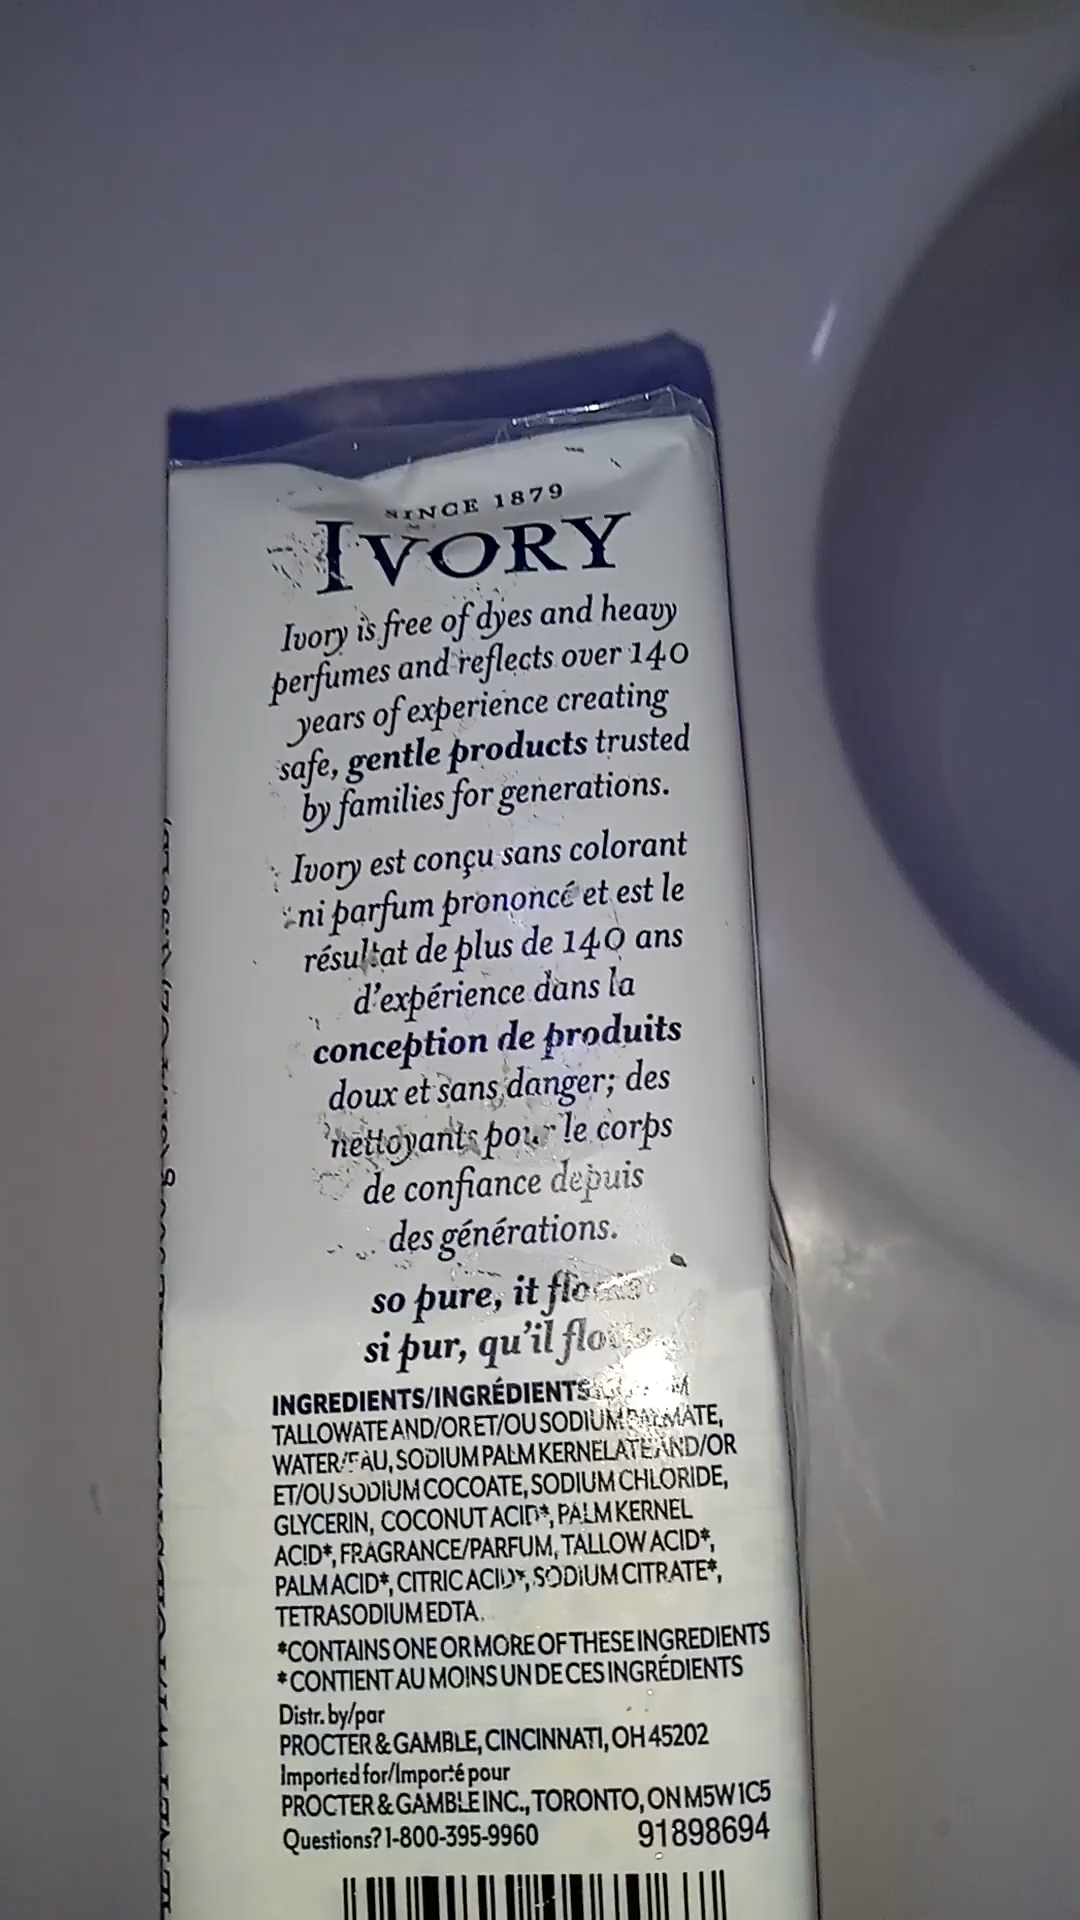 SINCE 1879
IVORY
Ivory is free of dyes and heavy
perfumes and reflects over 140
years of experience creating
safe, gentle products trusted
by families for generations.
Ivory est conçu sans colorant
ni parfum prononcé et est le
résultat de plus de 140 ans
d'expérience dans la
conception de produits
doux et sans danger; des
nettoyants pour le corps
de confiance depuis
des générations.
so pure, it
si pur, qu'il
INGREDIENTS/INGRÉDIENTS
TALLOWATE AND/OR ET/OU SODIUM PALMATE,
WATER/EAU, SODIUM PALM KERNELATE AND/OR
ET/OU SODIUM COCOATE, SODIUM CHLORIDE,
GLYCERIN, COCONUT ACID*, PALM KERNEL
ACID*, FRAGRANCE/PARFUM, TALLOW ACID*,
PALM ACID*, CITRIC ACID*, SODIUM CITRATE*,
TETRASODIUM EDTA.
*CONTAINS ONE OR MORE OF THESE INGREDIENTS
*CONTIENT AU MOINS UN DE CES INGRÉDIENTS
Distr. by/par
PROCTER & GAMBLE, CINCINNATI, OH 45202
Imported for/Importé pour
PROCTER & GAMBLE INC., TORONTO, ON M5W 1C5
Questions? 1-800-395-9960 91898694